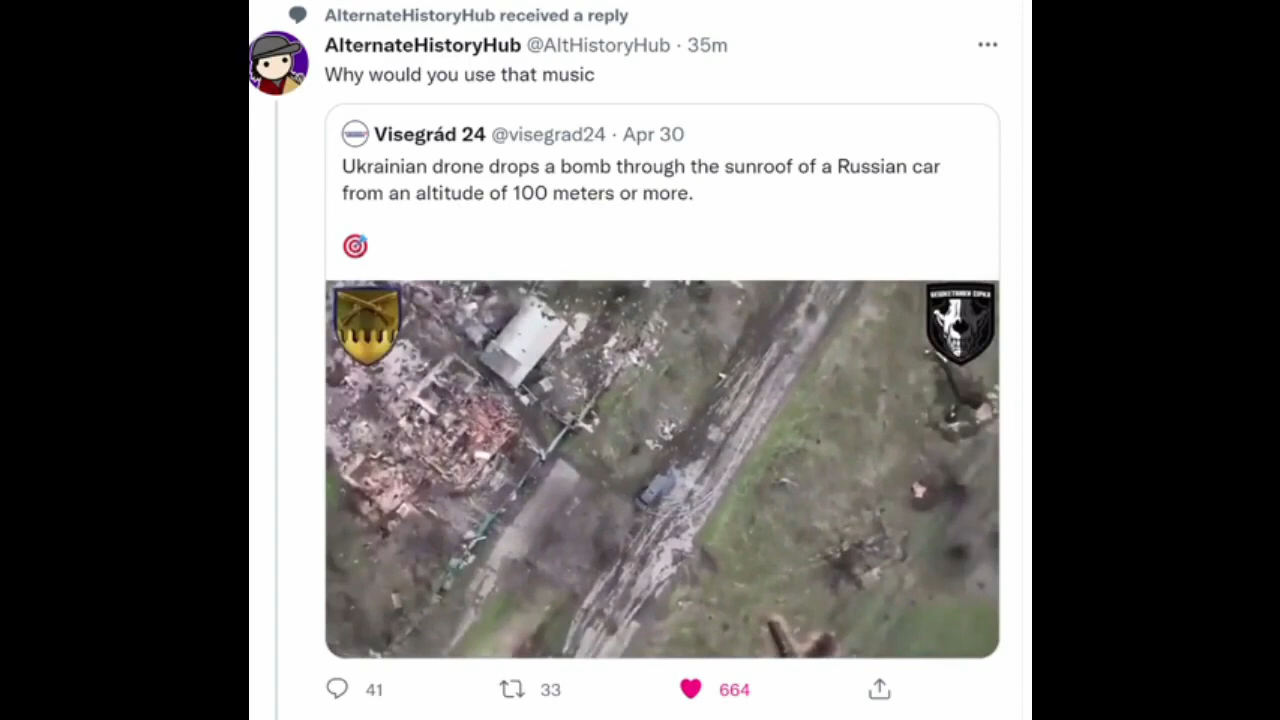 AlternateHistoryHub received a reply
AlternateHistoryHub @AltHistoryHub · 35m
Why would you use that music
Visegrád 24 @visegrad24 · Apr 30
Ukrainian drone drops a bomb through the sunroof of a Russian car
from an altitude of 100 meters or more.
41 33 664